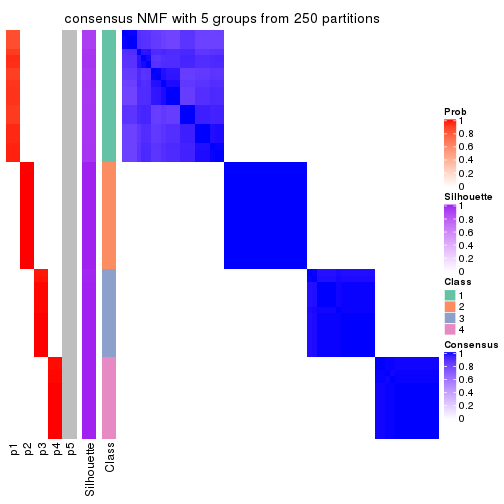 consensus NMF with 5 groups from 250 partitions
Prob
1
0.8
0.6
0.4
0.2
0
Silhouette
1
0.8
0.6
0.4
0.2
0
Class
1
2
3
4
Consensus
1
0.8
0.6
0.4
0.2
0
p1
p2
p3
p4
p5
Silhouette
Class